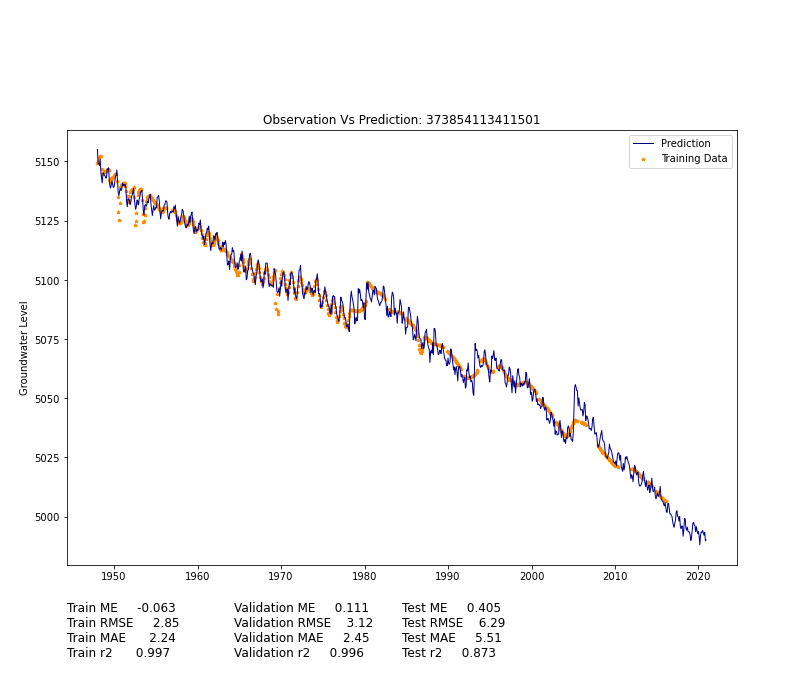 Observation Vs Prediction: 373854113411501
Prediction
Training Data
Groundwater Level
5150
5125
5100
5075
5050
5025
5000
1950 1960 1970 1980 1990 2000 2010 2020
Train ME -0.063 Validation ME 0.111 Test ME 0.405
Train RMSE 2.85 Validation RMSE 3.12 Test RMSE 6.29
Train MAE 2.24 Validation MAE 2.45 Test MAE 5.51
Train r2 0.997 Validation r2 0.996 Test r2 0.873